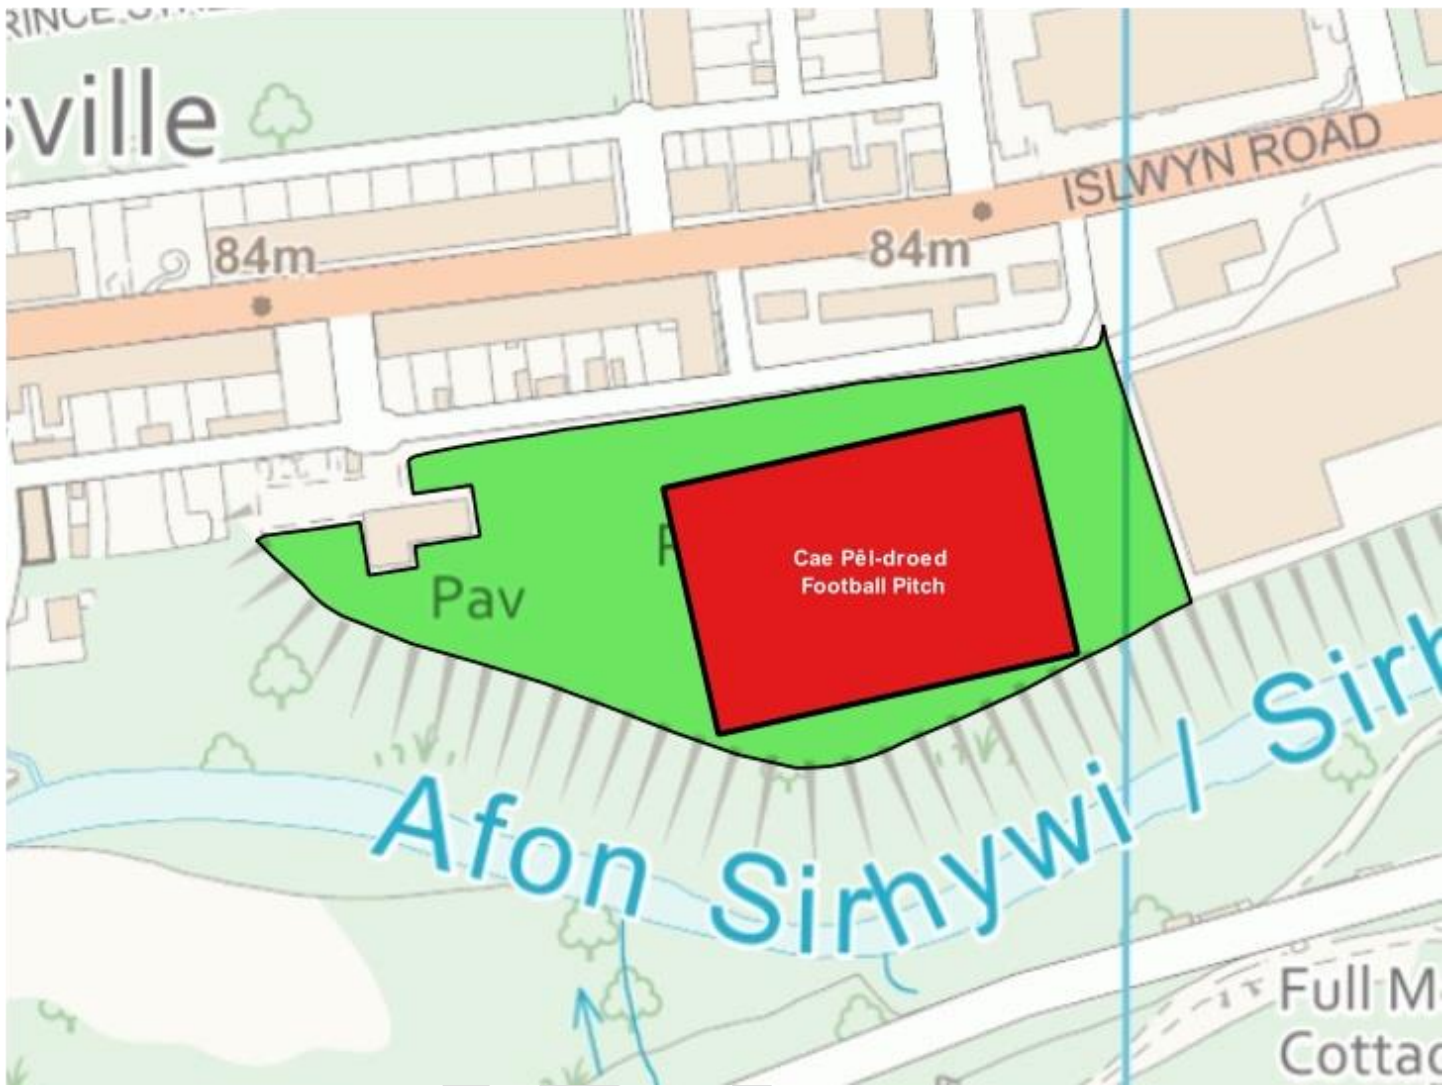 sville
ISLWYN ROAD
84m
84m
Cae Pêl-droed
Football Pitch
Pav
Afon Sirhywi / Sirh
Full M
Cottag